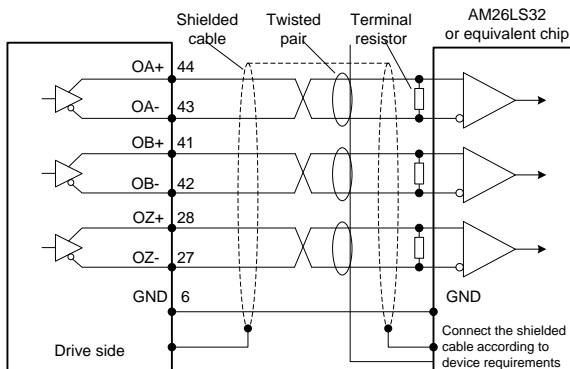 Shielded cable
Twisted pair
Terminal resistor
AM26LS32
or equivalent chip
OA+ 44
OA- 43
OB+ 41
OB- 42
OZ+ 28
OZ- 27
GND 6
GND
Drive side
Connect the shielded
cable according to
device requirements